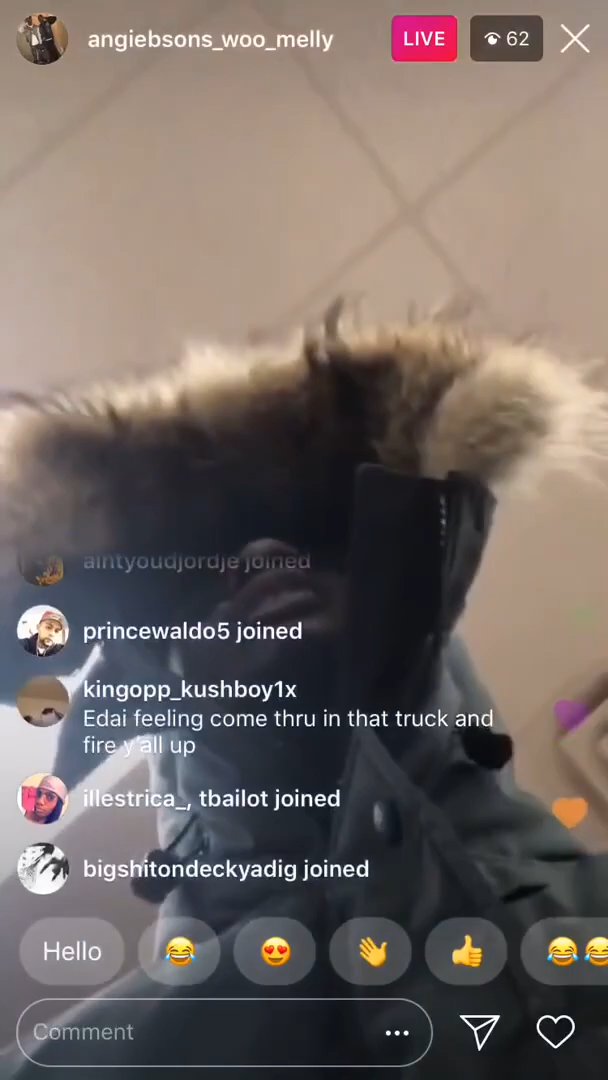 angiebsons_woo_melly
LIVE
62
aintyoudjordje joined
princewaldo5 joined
kingopp_kushboy1x
Edai feeling come thru in that truck and
fire y'all up
illestrica_, tbailot joined
bigshitondeckyadig joined
Hello
Comment